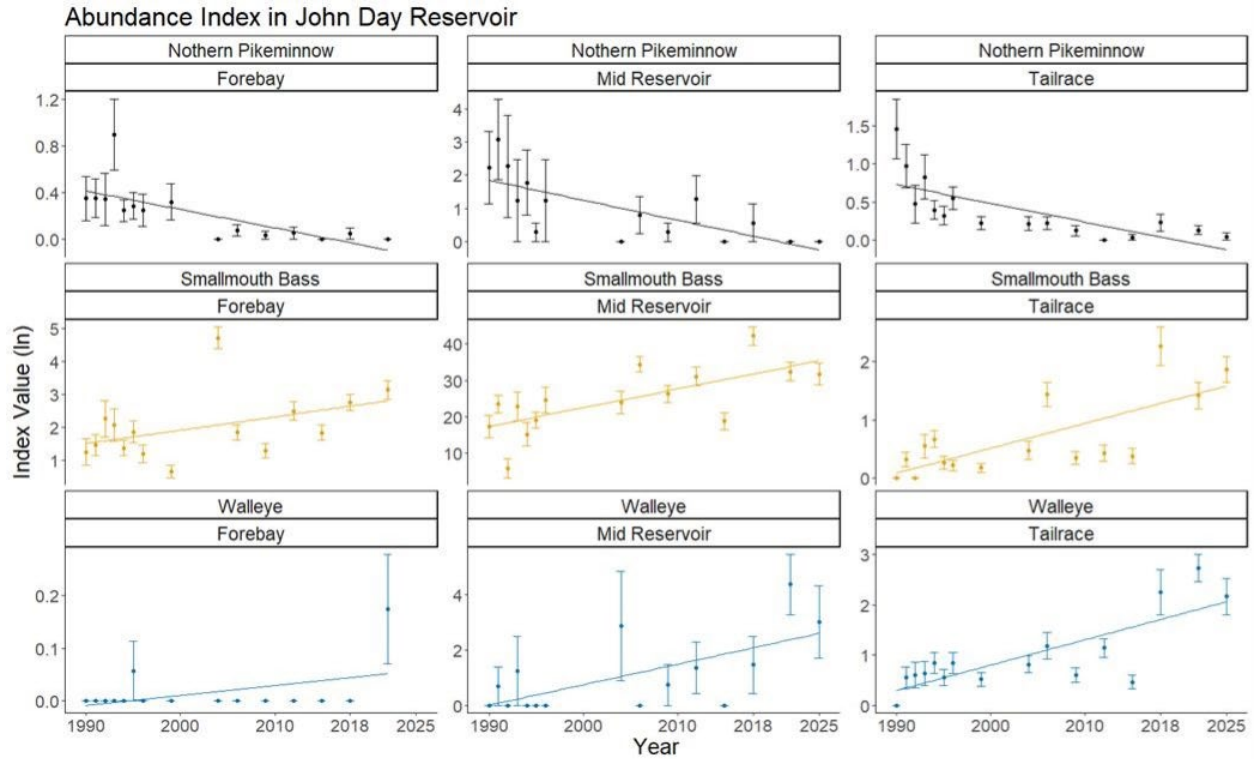 Abundance Index in John Day Reservoir
Nothern Pikeminnow
Nothern Pikeminnow
Nothern Pikeminnow
Forebay
Mid Reservoir
Tailrace
1.2
0.8
0.4
0.0
4
3
2
1
0
1.5
1.0
0.5
0.0
Smallmouth Bass
Smallmouth Bass
Smallmouth Bass
Forebay
Mid Reservoir
Tailrace
5
4
3
2
1
40
30
20
10
2
1
0
Index Value (ln)
Walleye
Walleye
Walleye
Forebay
Mid Reservoir
Tailrace
0.2
0.1
0.0
4
2
0
3
2
1
0
1990 2000 2010 2018 2025
1990 2000 2010 2018 2025
1990 2000 2010 2018 2025
Year